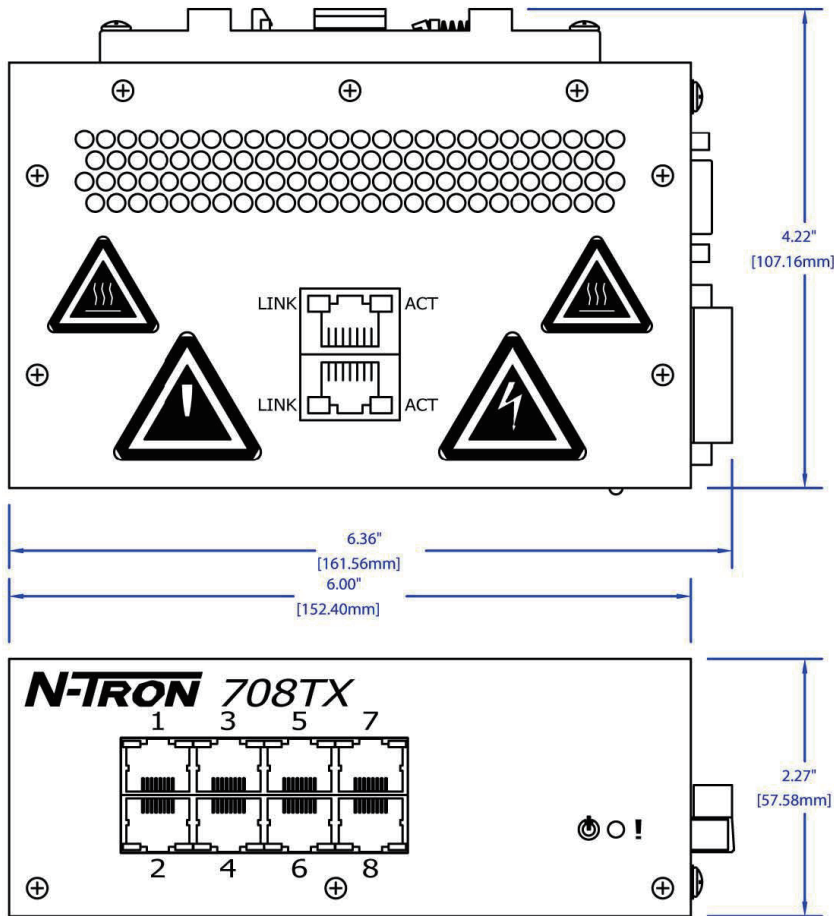 4.22"
[107.16mm]
LINK ACT
LINK ACT
6.36"
[161.56mm]
6.00"
[152.40mm]
N-TRON 708TX
1 3 5 7
2 4 6 8
!
2.27"
[57.58mm]